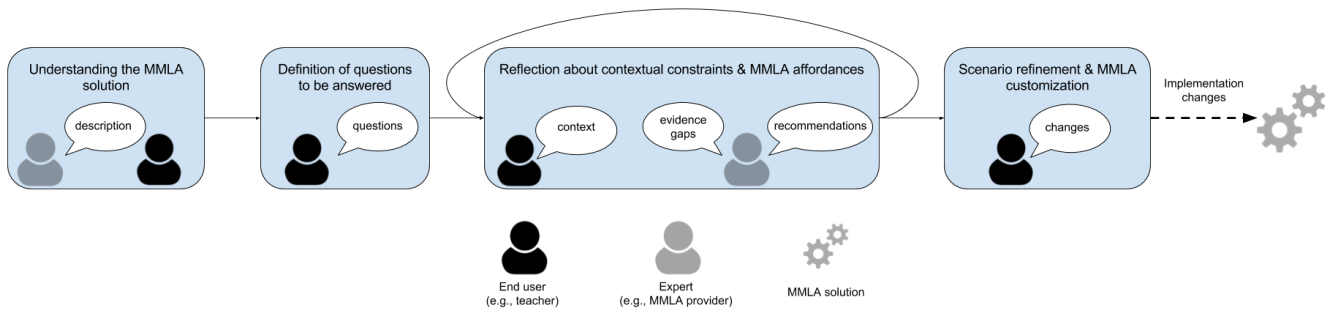 Understanding the MMLA
solution
description
Definition of questions
to be answered
questions
Reflection about contextual constraints & MMLA affordances
context
evidence
gaps
recommendations
Scenario refinement & MMLA
customization
changes
Implementation
changes
End user
(e.g., teacher)
Expert
(e.g., MMLA provider)
MMLA solution